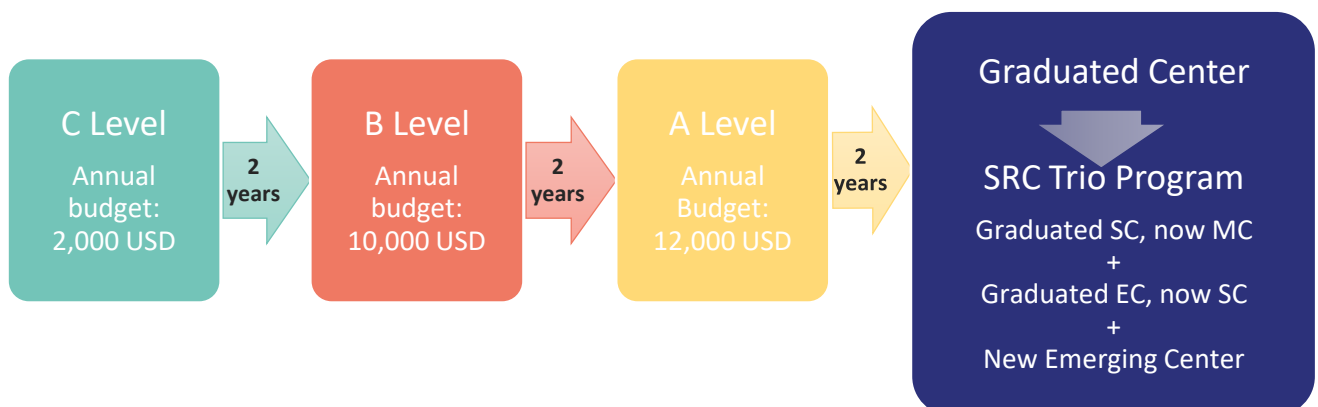 C Level
Annual
budget:
2,000 USD
2
years
B Level
Annual
budget:
10,000 USD
2
years
A Level
Annual
Budget:
12,000 USD
2
years
Graduated Center
SRC Trio Program
Graduated SC, now MC
+
Graduated EC, now SC
+
New Emerging Center